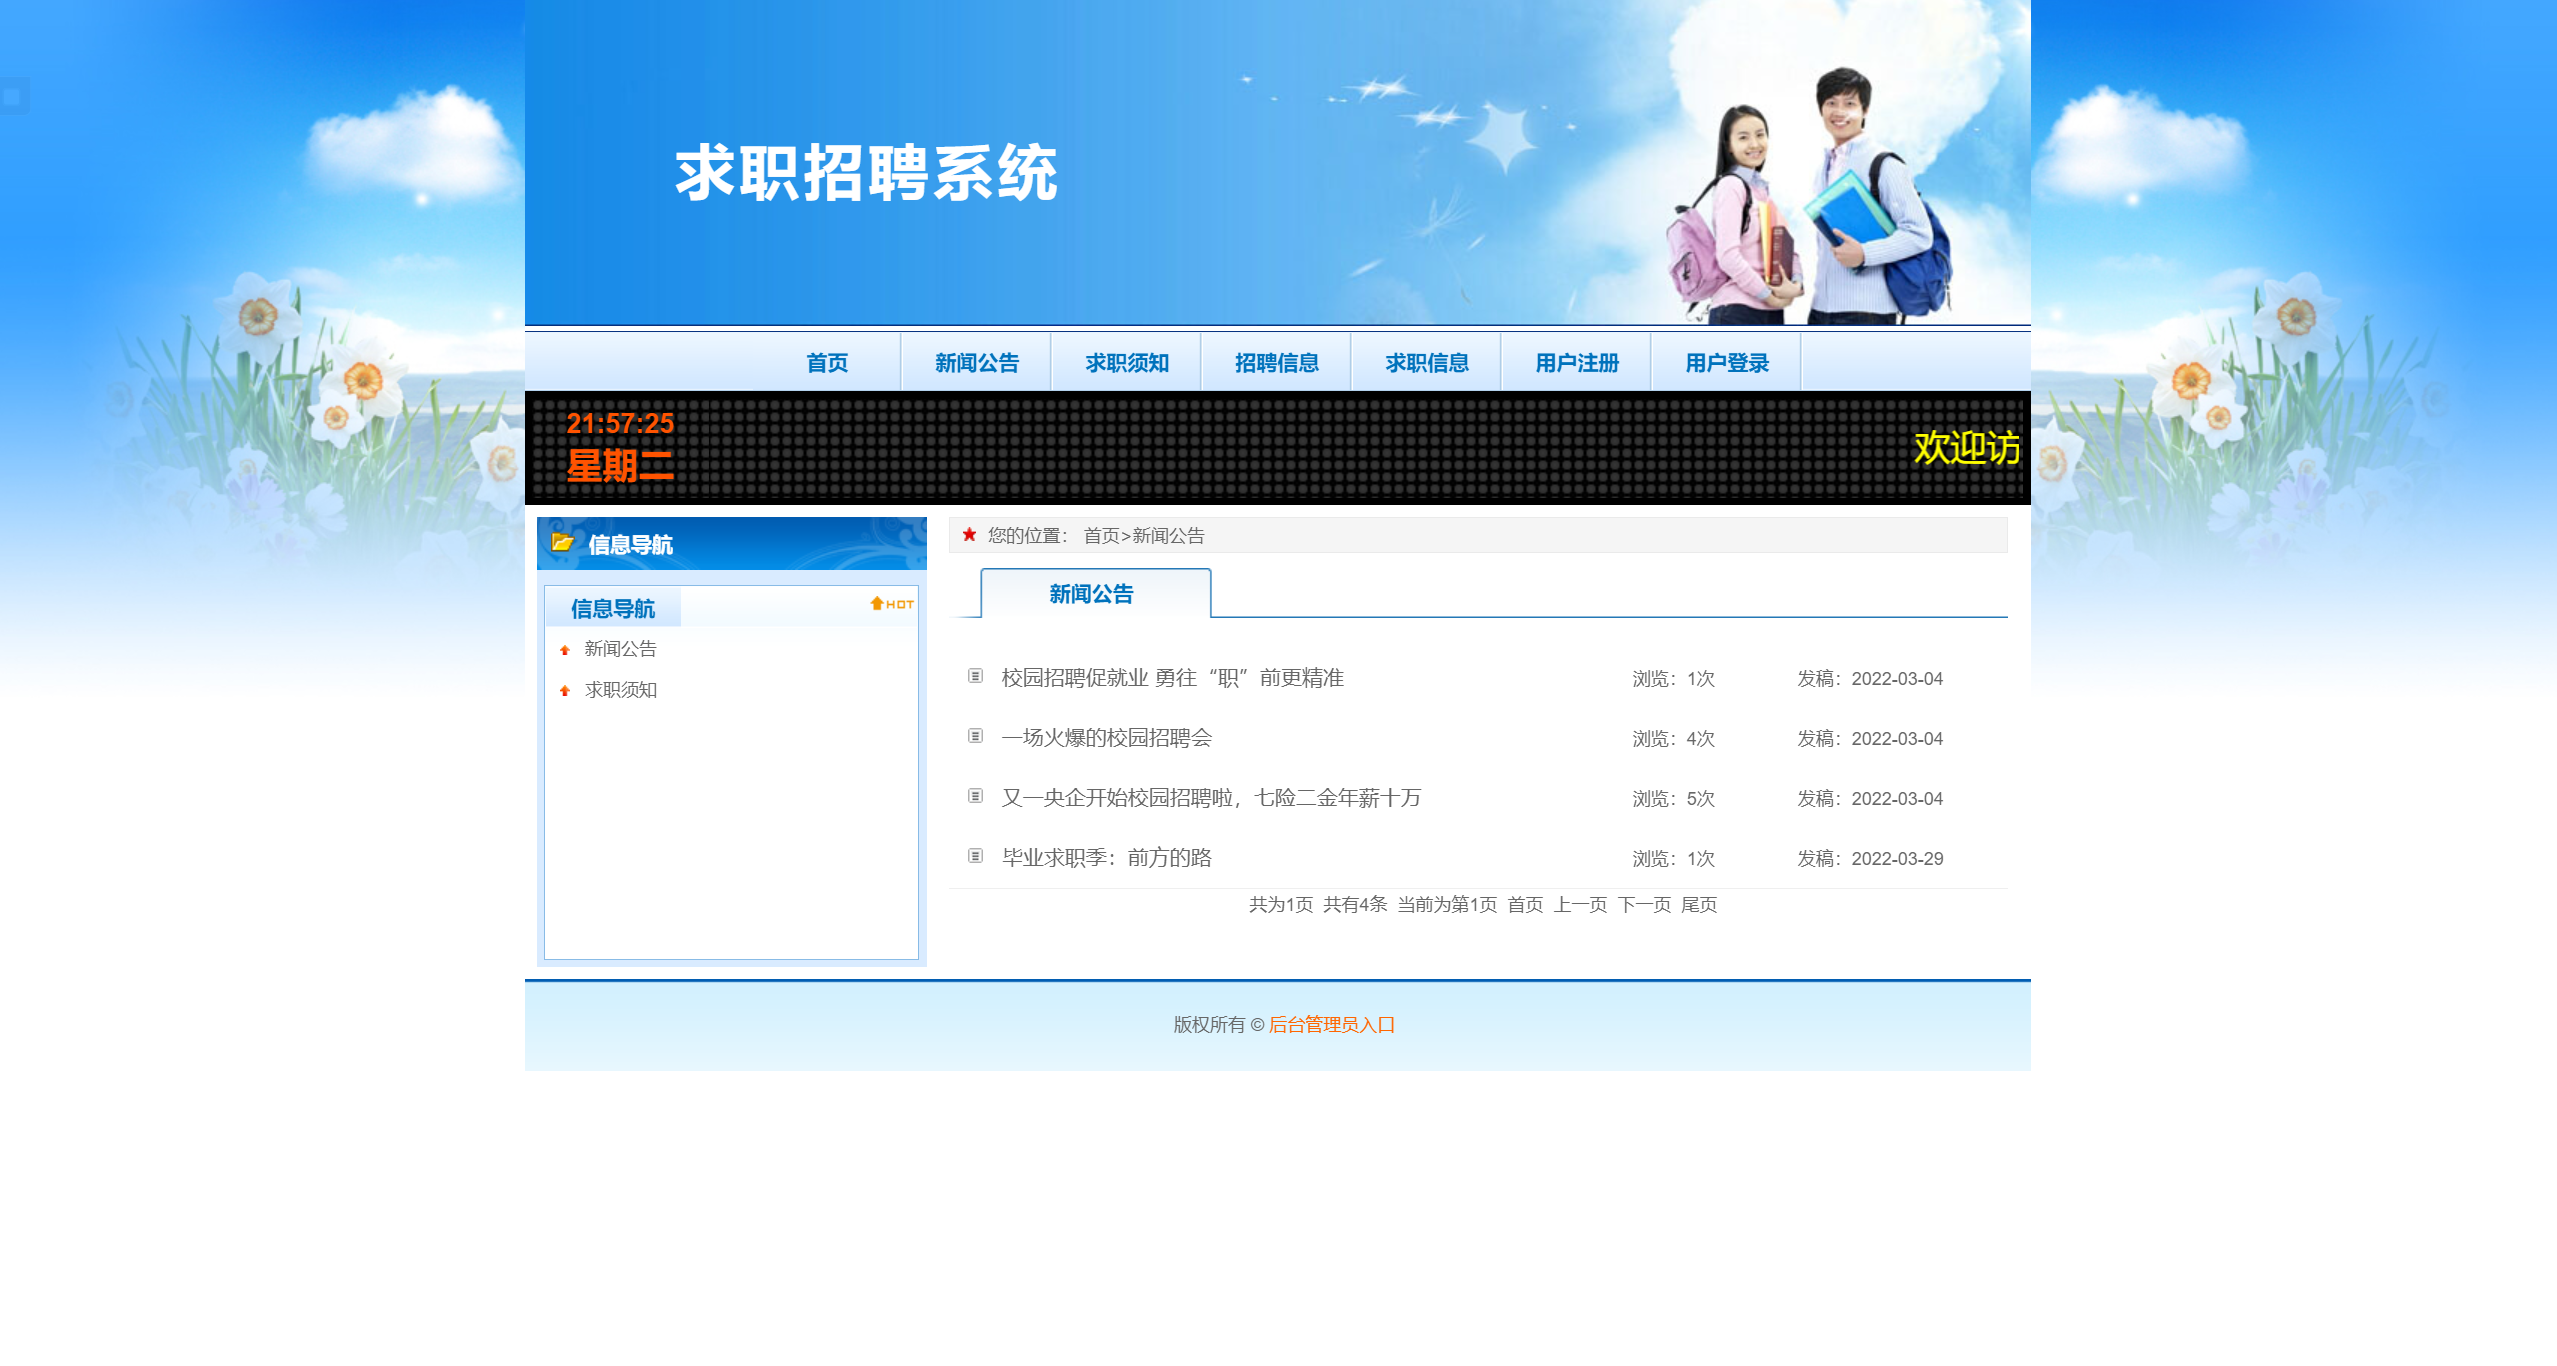 求职招聘系统
首页 新闻公告 求职须知 招聘信息 求职信息 用户注册 用户登录
21:57:25
星期二
欢迎访
信息导航
信息导航 HOT
新闻公告
求职须知
您的位置： 首页>新闻公告
新闻公告
校园招聘促就业 勇往“职”前更精准 浏览：1次 发稿：2022-03-04
一场火爆的校园招聘会 浏览：4次 发稿：2022-03-04
又一央企开始校园招聘啦，七险二金年薪十万 浏览：5次 发稿：2022-03-04
毕业求职季：前方的路 浏览：1次 发稿：2022-03-29
共为1页 共有4条 当前为第1页 首页 上一页 下一页 尾页
版权所有 © 后台管理员入口